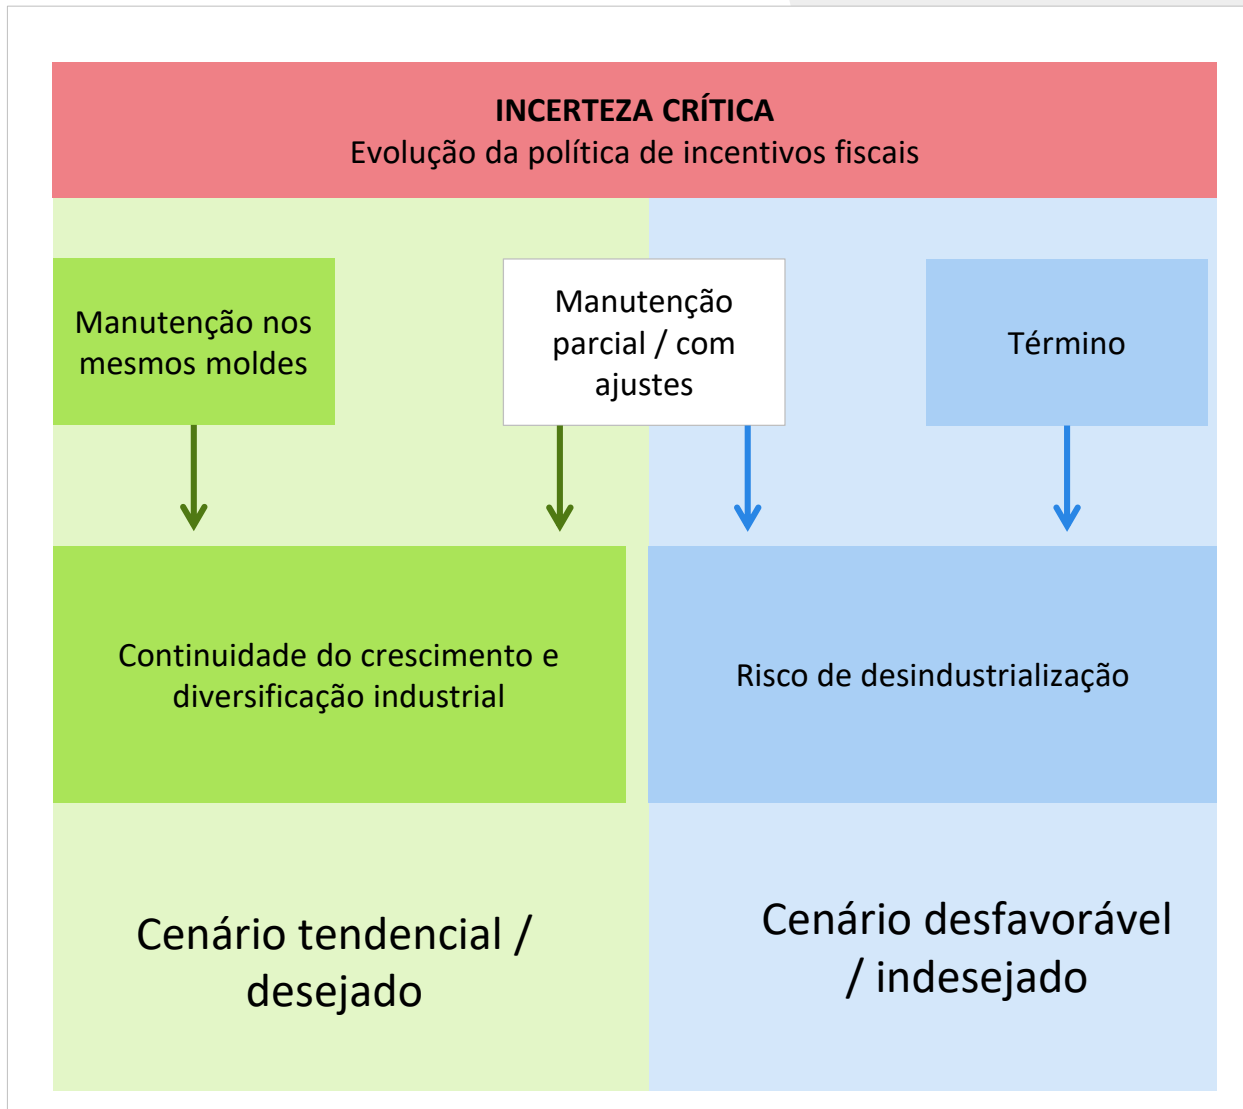 INCERTEZA CRÍTICA
Evolução da política de incentivos fiscais
Manutenção nos
mesmos moldes
Manutenção
parcial / com
ajustes
Término
Continuidade do crescimento e
diversificação industrial
Risco de desindustrialização
Cenário tendencial /
desejado
Cenário desfavorável
/ indesejado